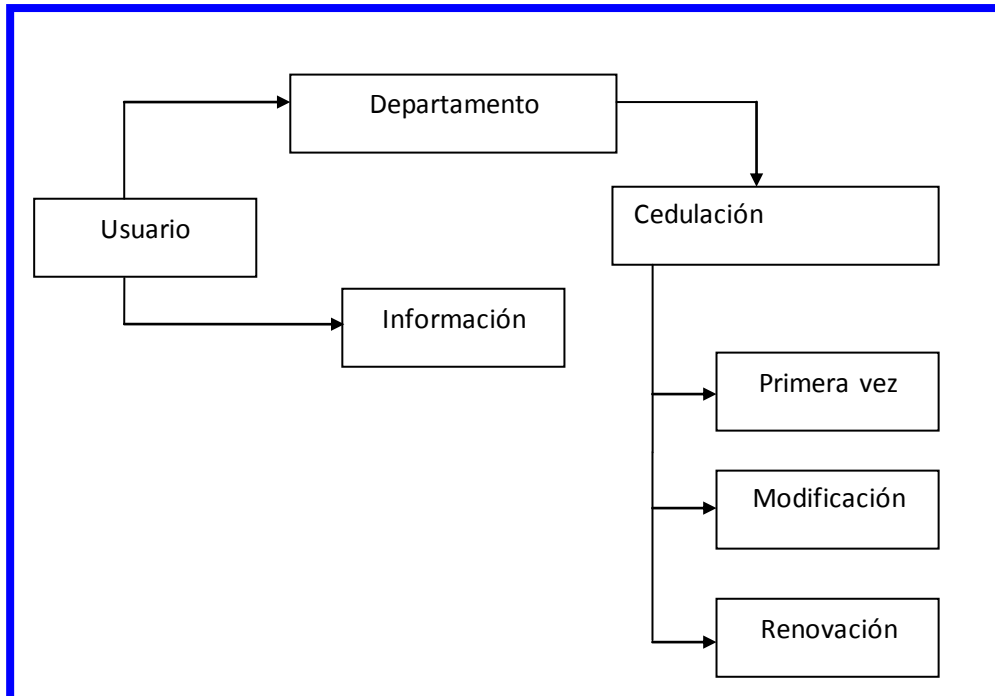 Departamento
Usuario
Cedulación
Información
Primera vez
Modificación
Renovación